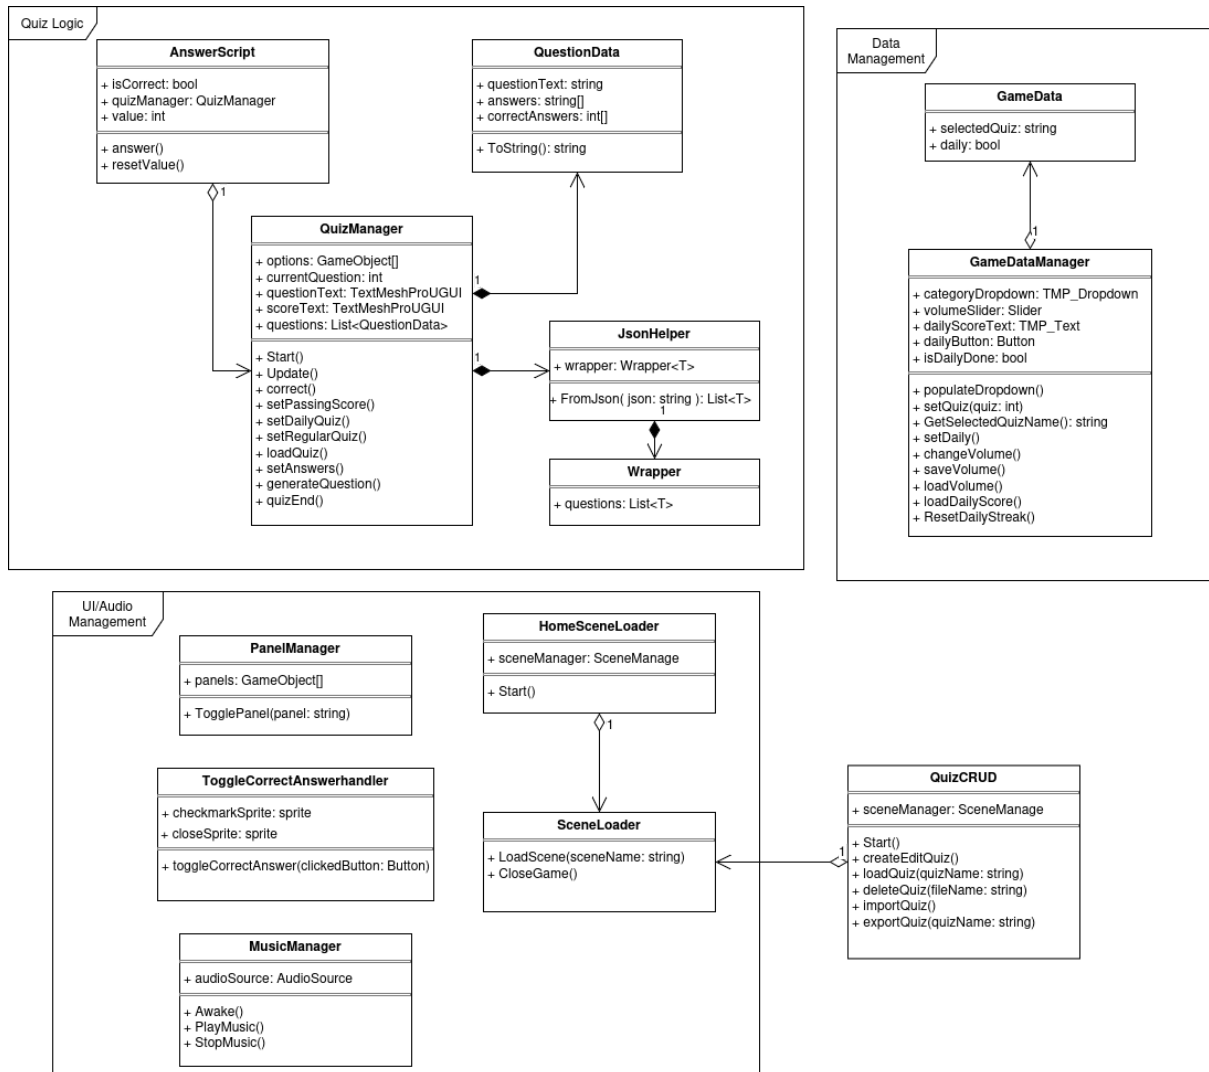 Quiz Logic
AnswerScript
+ isCorrect: bool
+ quizManager: QuizManager
+ value: int
+ answer()
+ resetValue()
1
QuestionData
+ questionText: string
+ answers: string[]
+ correctAnswers: int[]
+ ToString(): string
QuizManager
+ options: GameObject[]
+ currentQuestion: int
+ questionText: TextMeshProUGUI
+ scoreText: TextMeshProUGUI
+ questions: List<QuestionData>
+ Start()
+ Update()
+ correct()
+ setPassingScore()
+ setDailyQuiz()
+ setRegularQuiz()
+ loadQuiz()
+ setAnswers()
+ generateQuestion()
+ quizEnd()
1
1
JsonHelper
+ wrapper: Wrapper<T>
+ FromJson( json: string ): List<T>
1
Wrapper
+ questions: List<T>
Data
Management
GameData
+ selectedQuiz: string
+ daily: bool
1
GameDataManager
+ categoryDropdown: TMP_Dropdown
+ volumeSlider: Slider
+ dailyScoreText: TMP_Text
+ dailyButton: Button
+ isDailyDone: bool
+ populateDropdown()
+ setQuiz(quiz: int)
+ GetSelectedQuizName(): string
+ setDaily()
+ changeVolume()
+ saveVolume()
+ loadVolume()
+ loadDailyScore()
+ ResetDailyStreak()
UI/Audio
Management
PanelManager
+ panels: GameObject[]
+ TogglePanel(panel: string)
ToggleCorrectAnswerhandler
+ checkmarkSprite: sprite
+ closeSprite: sprite
+ toggleCorrectAnswer(clickedButton: Button)
MusicManager
+ audioSource: AudioSource
+ Awake()
+ PlayMusic()
+ StopMusic()
HomeSceneLoader
+ sceneManager: SceneManage
+ Start()
1
SceneLoader
+ LoadScene(sceneName: string)
+ CloseGame()
QuizCRUD
+ sceneManager: SceneManage
+ Start()
+ createEditQuiz()
+ loadQuiz(quizName: string)
+ deleteQuiz(fileName: string)
+ importQuiz()
+ exportQuiz(quizName: string)
1